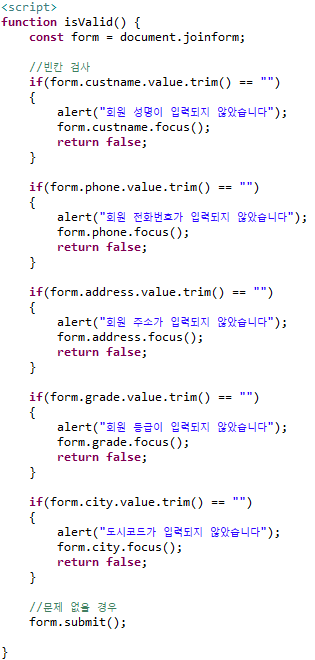 <script>
function isValid() {
    const form = document.joinform;

    //빈칸 검사
    if(form.custname.value.trim() == "")
    {
        alert("회원 성명이 입력되지 않았습니다");
        form.custname.focus();
        return false;
    }

    if(form.phone.value.trim() == "")
    {
        alert("회원 전화번호가 입력되지 않았습니다");
        form.phone.focus();
        return false;
    }

    if(form.address.value.trim() == "")
    {
        alert("회원 주소가 입력되지 않았습니다");
        form.address.focus();
        return false;
    }

    if(form.grade.value.trim() == "")
    {
        alert("회원 등급이 입력되지 않았습니다");
        form.grade.focus();
        return false;
    }

    if(form.city.value.trim() == "")
    {
        alert("도시코드가 입력되지 않았습니다");
        form.city.focus();
        return false;
    }

    //문제 없을 경우
    form.submit();

}